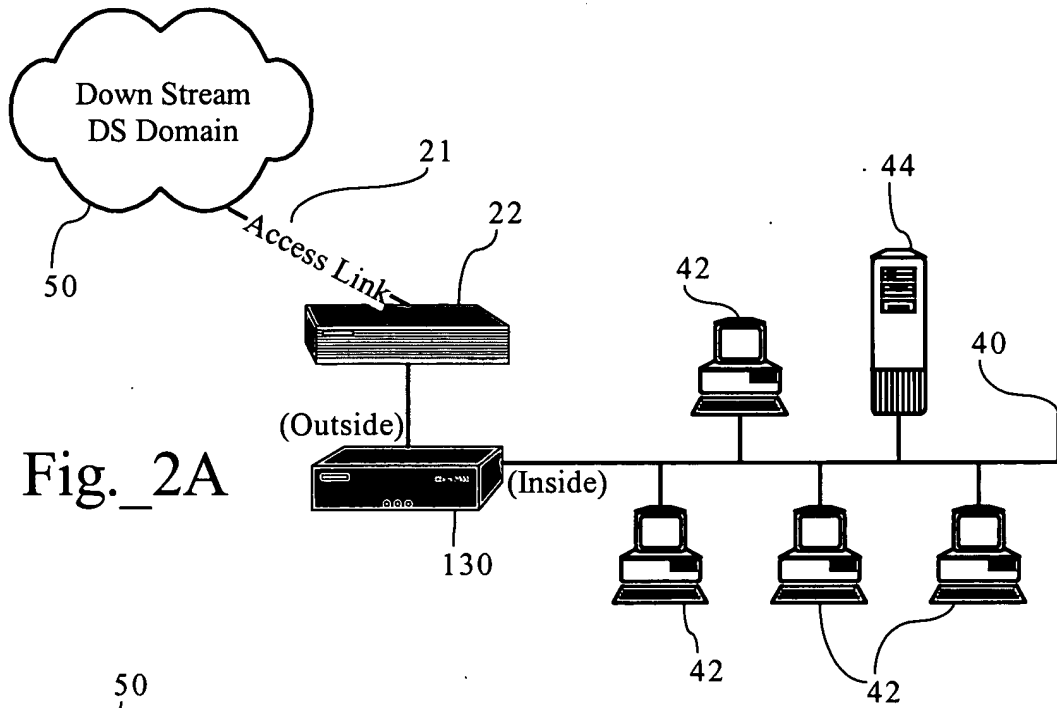 Down Stream
DS Domain
21
44
22
Access Link
42
50
40
(Outside)
Fig._2A
(Inside)
130
42
42
50